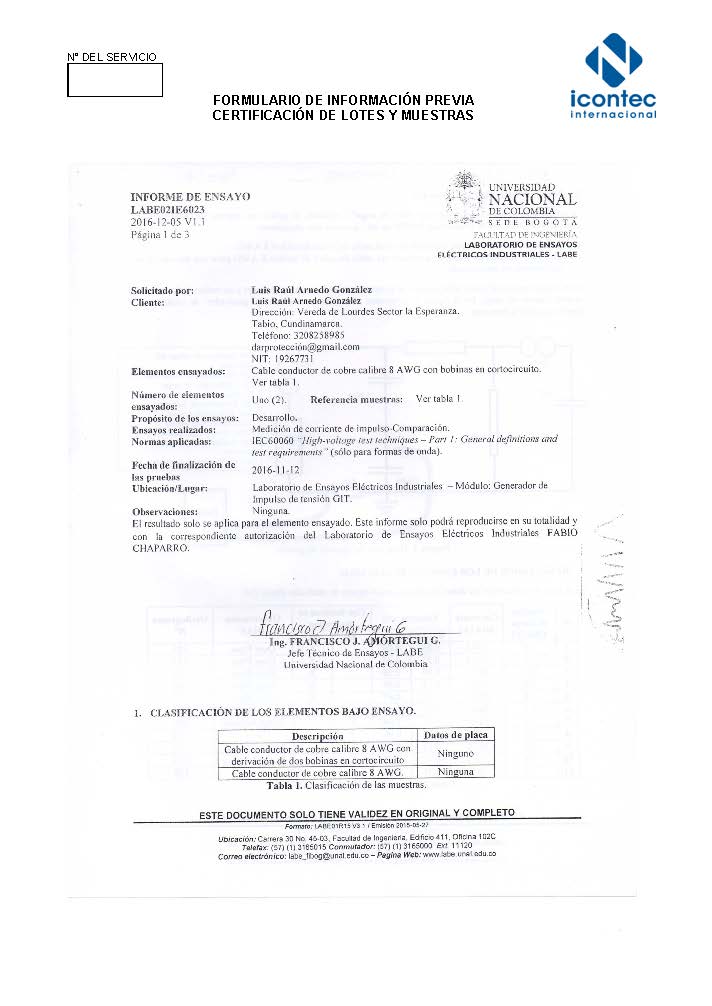 N° DEL SERVICIO
FORMULARIO DE INFORMACIÓN PREVIA
CERTIFICACIÓN DE LOTES Y MUESTRAS
icontec
internacional
INFORME DE ENSAYO
LABE021E6023
2016-12-05 V1.1
Página 1 de 3
UNIVERSIDAD
NACIONAL
DE COLOMBIA
SEDE BOGOTÁ
FACULTAD DE INGENIERÍA
LABORATORIO DE ENSAYOS
ELÉCTRICOS INDUSTRIALES - LABE
Solicitado por: Luis Raúl Arnedo González
Cliente: Luis Raúl Arnedo González
Dirección: Vereda de Lourdes Sector la Esperanza.
Tabio, Cundinamarca.
Teléfono: 3208258985
darprotección@gmail.com
NIT: 19267731
Elementos ensayados: Cable conductor de cobre calibre 8 AWG con bobinas en cortocircuito.
Ver tabla 1.
Número de elementos
ensayados: Uno (2). Referencia muestras: Ver tabla 1.
Propósito de los ensayos: Desarrollo.
Ensayos realizados: Medición de corriente de impulso-Comparación.
Normas aplicadas: IEC60060 "High-voltage test techniques – Part 1: General definitions and
test requirements" (sólo para formas de onda).
Fecha de finalización de
las pruebas 2016-11-12
Ubicación/Lugar: Laboratorio de Ensayos Eléctricos Industriales – Módulo: Generador de
Impulso de tensión GIT.
Observaciones: Ninguna.
El resultado solo se aplica para el elemento ensayado. Este informe solo podrá reproducirse en su totalidad y
con la correspondiente autorización del Laboratorio de Ensayos Eléctricos Industriales FABIO
CHAPARRO.
Francisco J Amórtegui G
Ing. FRANCISCO J. AMÓRTEGUI G.
Jefe Técnico de Ensayos - LABE
Universidad Nacional de Colombia
1. CLASIFICACIÓN DE LOS ELEMENTOS BAJO ENSAYO.
Descripción Datos de placa
Cable conductor de cobre calibre 8 AWG con
derivación de dos bobinas en cortocircuito Ninguno
Cable conductor de cobre calibre 8 AWG. Ninguna
Tabla 1. Clasificación de las muestras.
ESTE DOCUMENTO SOLO TIENE VALIDEZ EN ORIGINAL Y COMPLETO
Formato: LABE01R15 V3.1 / Emisión 2015-05-27
Ubicación: Carrera 30 No. 45-03, Facultad de Ingeniería, Edificio 411, Oficina 102C
Telefax: (57) (1) 3165015 Conmutador: (57) (1) 3165000 Ext. 11120
Correo electrónico: labe_fibog@unal.edu.co – Pagina Web: www.labe.unal.edu.co